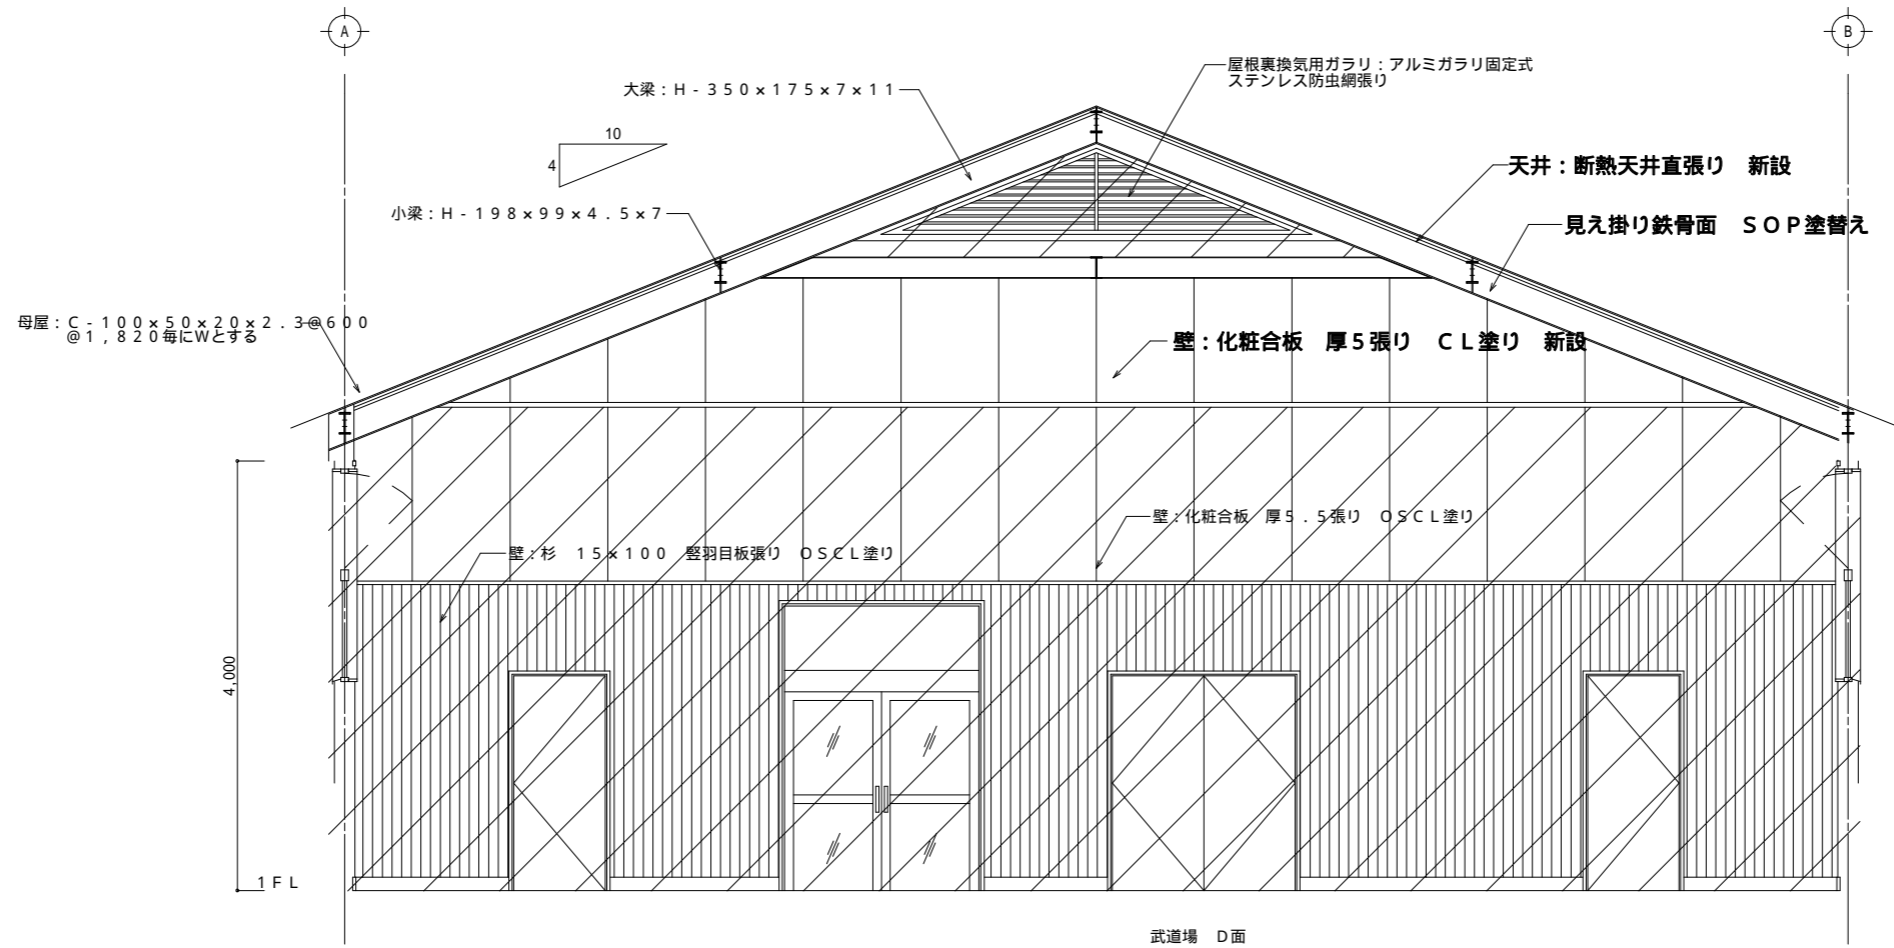 A
B
屋根裏換気用ガラリ：アルミガラリ固定式
ステンレス防虫網張り
大梁：Ｈ-３５０×１７５×７×１１
10
4
天井：断熱天井直張り　新設
小梁：Ｈ-１９８×９９×４．５×７
見え掛り鉄骨面　ＳＯＰ塗替え
母屋：Ｃ-１００×５０×２０×２．３@６００
@１，８２０毎にWとする
壁：化粧合板　厚５張り　ＣＬ塗り　新設
壁：化粧合板　厚５．５張り　ＯＳＣＬ塗り
壁：杉　１５×１００　竪羽目板張り　ＯＳＣＬ塗り
4,000
１ＦＬ
武道場　Ｄ面